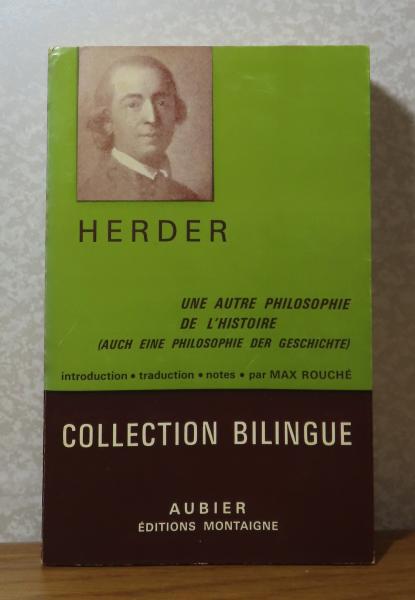 HERDER
UNE AUTRE PHILOSOPHIE
DE L'HISTOIRE
(AUCH EINE PHILOSOPHIE DER GESCHICHTE)
introduction • traduction • notes • par MAX ROUCHÉ
COLLECTION BILINGUE
AUBIER
ÉDITIONS MONTAIGNE